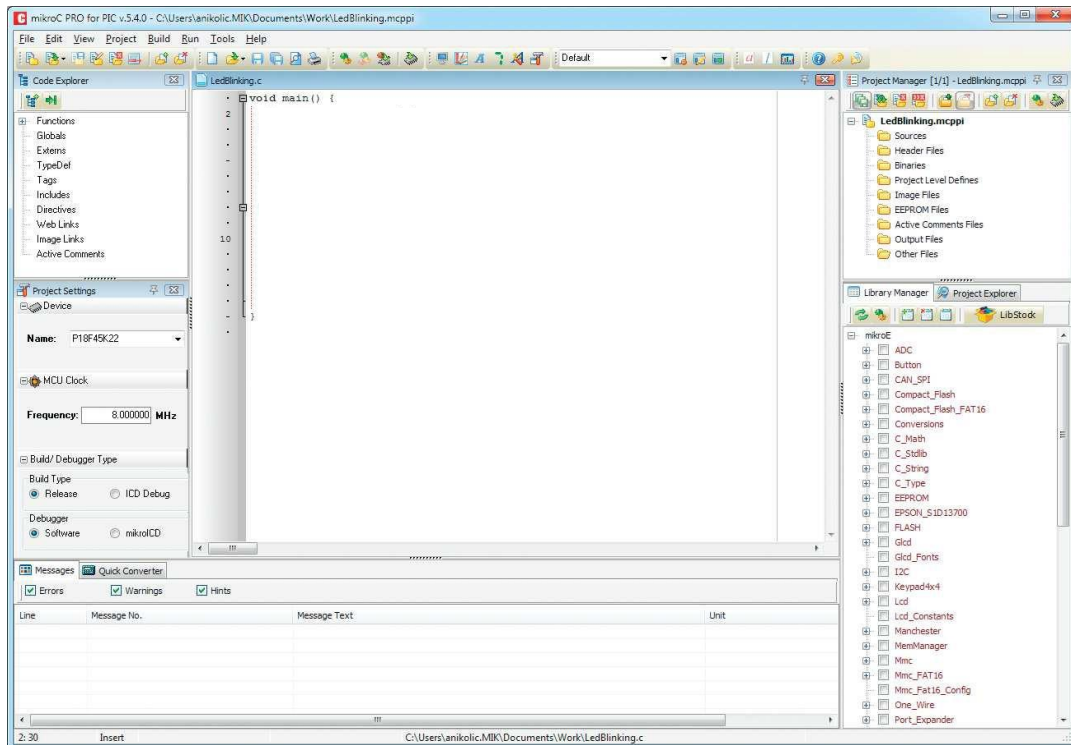 mikroC PRO for PIC v.5.4.0 - C:\Users\anikolic.MIK\Documents\Work\LedBlinking.mcppi
File Edit View Project Build Run Tools Help
Default
Code Explorer
Functions
Globals
Externs
TypeDef
Tags
Includes
Directives
Web Links
Image Links
Active Comments
Project Settings
Device
Name: P18F45K22
MCU Clock
Frequency: 8.000000 MHz
Build/ Debugger Type
Build Type
Release ICD Debug
Debugger
Software mikroICD
LedBlinking.c
void main() {
2
10
}
Messages Quick Converter
Errors Warnings Hints
Line Message No. Message Text Unit
Project Manager [1/1] - LedBlinking.mcppi
LedBlinking.mcppi
Sources
Header Files
Binaries
Project Level Defines
Image Files
EEPROM Files
Active Comments Files
Output Files
Other Files
Library Manager Project Explorer
LibStock
mikroE
ADC
Button
CAN_SPI
Compact_Flash
Compact_Flash_FAT16
Conversions
C_Math
C_Stdlib
C_String
C_Type
EEPROM
EPSON_S1D13700
FLASH
Glcd
Glcd_Fonts
I2C
Keypad4x4
Lcd
Lcd_Constants
Manchester
MemManager
Mmc
Mmc_FAT16
Mmc_Fat16_Config
One_Wire
Port_Expander
2: 30 Insert C:\Users\anikolic.MIK\Documents\Work\LedBlinking.c